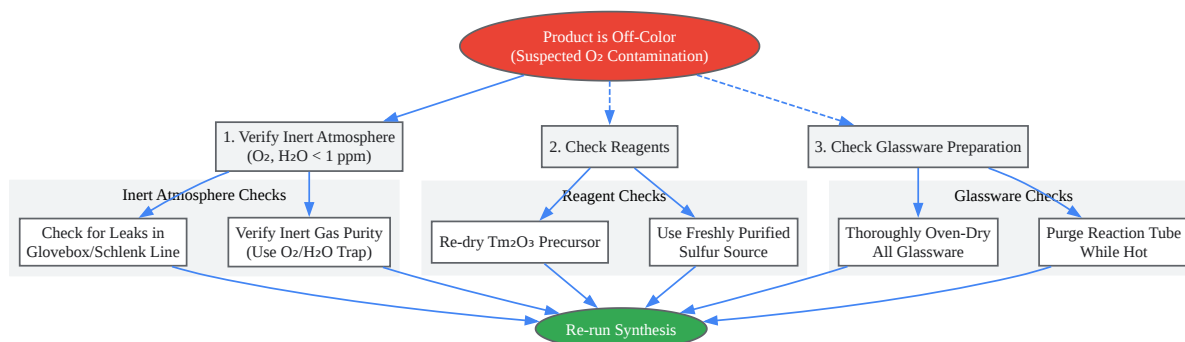 Product is Off-Color
(Suspected O₂ Contamination)
1. Verify Inert Atmosphere
(O₂, H₂O < 1 ppm)
2. Check Reagents
3. Check Glassware Preparation
Inert Atmosphere Checks
Reagent Checks
Glassware Checks
Check for Leaks in
Glovebox/Schlenk Line
Verify Inert Gas Purity
(Use O₂/H₂O Trap)
Re-dry Tm₂O₃ Precursor
Use Freshly Purified
Sulfur Source
Thoroughly Oven-Dry
All Glassware
Purge Reaction Tube
While Hot
Re-run Synthesis